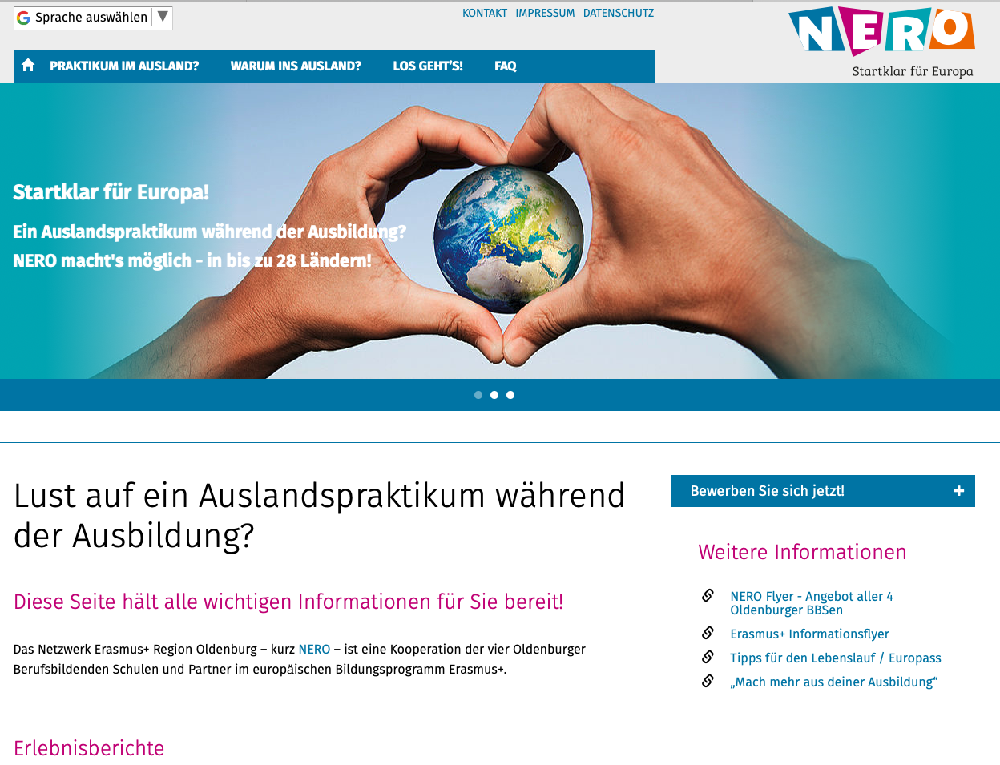 Sprache auswählen ▼
KONTAKT IMPRESSUM DATENSCHUTZ
NERO
Startklar für Europa
PRAKTIKUM IM AUSLAND? WARUM INS AUSLAND? LOS GEHT'S! FAQ
Startklar für Europa!
Ein Auslandspraktikum während der Ausbildung?
NERO macht's möglich - in bis zu 28 Ländern!
Lust auf ein Auslandspraktikum während
der Ausbildung?
Diese Seite hält alle wichtigen Informationen für Sie bereit!
Das Netzwerk Erasmus+ Region Oldenburg – kurz NERO – ist eine Kooperation der vier Oldenburger
Berufsbildenden Schulen und Partner im europäischen Bildungsprogramm Erasmus+.
Erlebnisberichte
Bewerben Sie sich jetzt! +
Weitere Informationen
NERO Flyer - Angebot aller 4
Oldenburger BBSen
Erasmus+ Informationsflyer
Tipps für den Lebenslauf / Europass
„Mach mehr aus deiner Ausbildung“